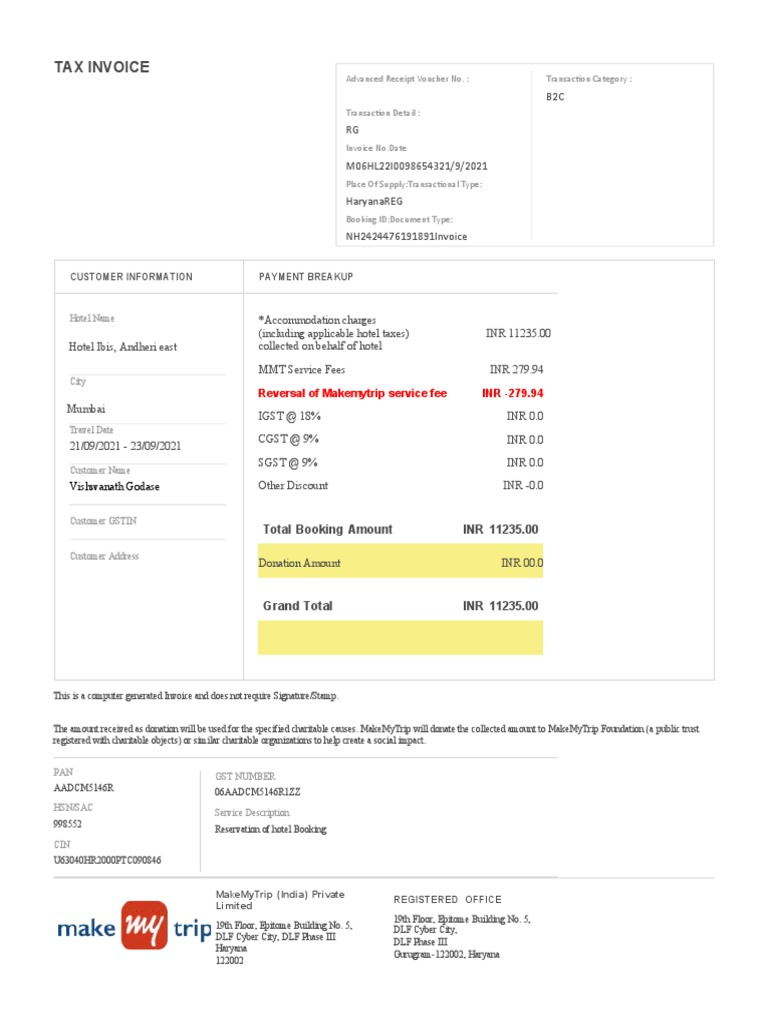 TAX INVOICE
Advanced Receipt Voucher No. :
Transaction Category :
B2C
Transaction Detail :
RG
Invoice No.Date
M06HL22I0098654321/9/2021
Place Of Supply:Transactional Type:
HaryanaREG
Booking ID:Document Type:
NH2424476191891Invoice
CUSTOMER INFORMATION
Hotel Name
Hotel Ibis, Andheri east
City
Mumbai
Travel Date
21/09/2021 - 23/09/2021
Customer Name
Vishwanath Godase
Customer GSTIN
Customer Address
PAYMENT BREAKUP
*Accommodation charges
(including applicable hotel taxes) INR 11235.00
collected on behalf of hotel
MMT Service Fees INR 279.94
Reversal of Makemytrip service fee INR -279.94
IGST @ 18% INR 0.0
CGST @ 9% INR 0.0
SGST @ 9% INR 0.0
Other Discount INR -0.0
Total Booking Amount INR 11235.00
Donation Amount INR 00.0
Grand Total INR 11235.00
This is a computer generated Invoice and does not require Signature/Stamp.
The amount received as donation will be used for the specified charitable causes. MakeMyTrip will donate the collected amount to MakeMyTrip Foundation (a public trust
registered with charitable objects) or similar charitable organizations to help create a social impact.
PAN
AADCM5146R
HSN/SAC
998552
CIN
U63040HR2000PTC090846
GST NUMBER
06AADCM5146R1ZZ
Service Description
Reservation of hotel Booking
make my trip
MakeMyTrip (India) Private
Limited
19th Floor, Epitome Building No. 5,
DLF Cyber City, DLF Phase III
Haryana
122002
REGISTERED OFFICE
19th Floor, Epitome Building No. 5,
DLF Cyber City,
DLF Phase III
Gurugram-122002, Haryana